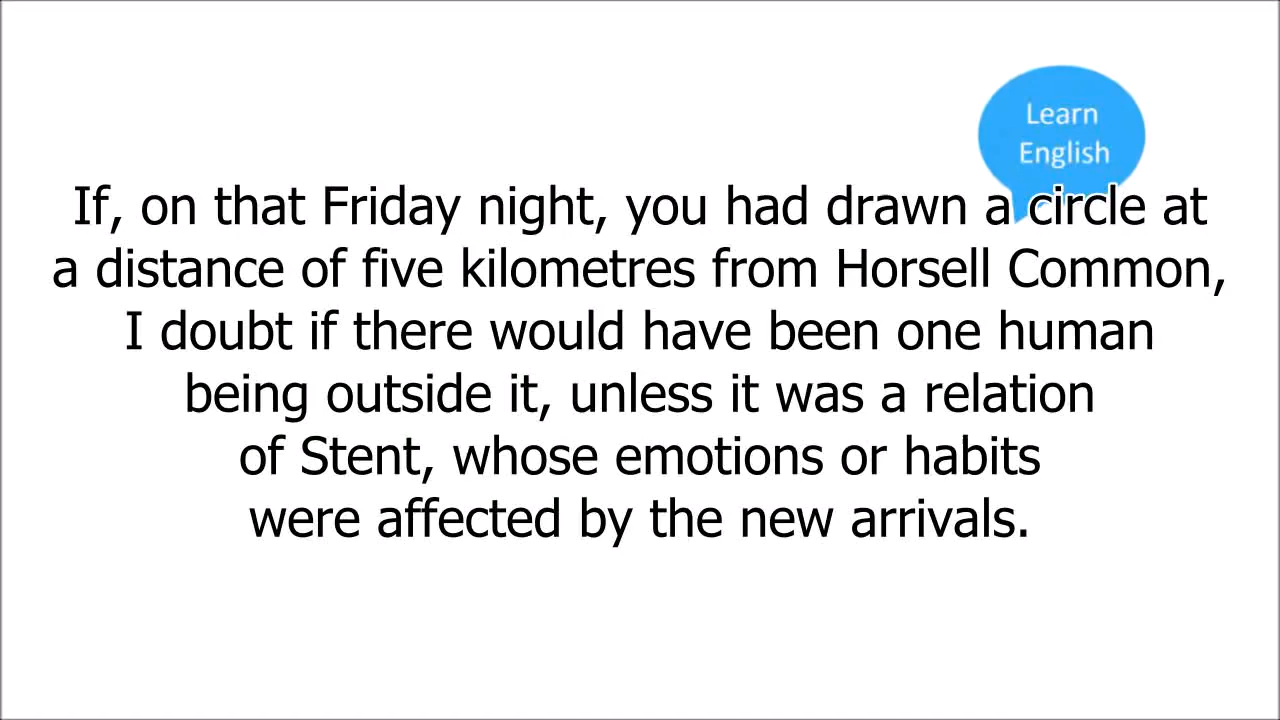 Learn
English
If, on that Friday night, you had drawn a circle at
a distance of five kilometres from Horsell Common,
I doubt if there would have been one human
being outside it, unless it was a relation
of Stent, whose emotions or habits
were affected by the new arrivals.